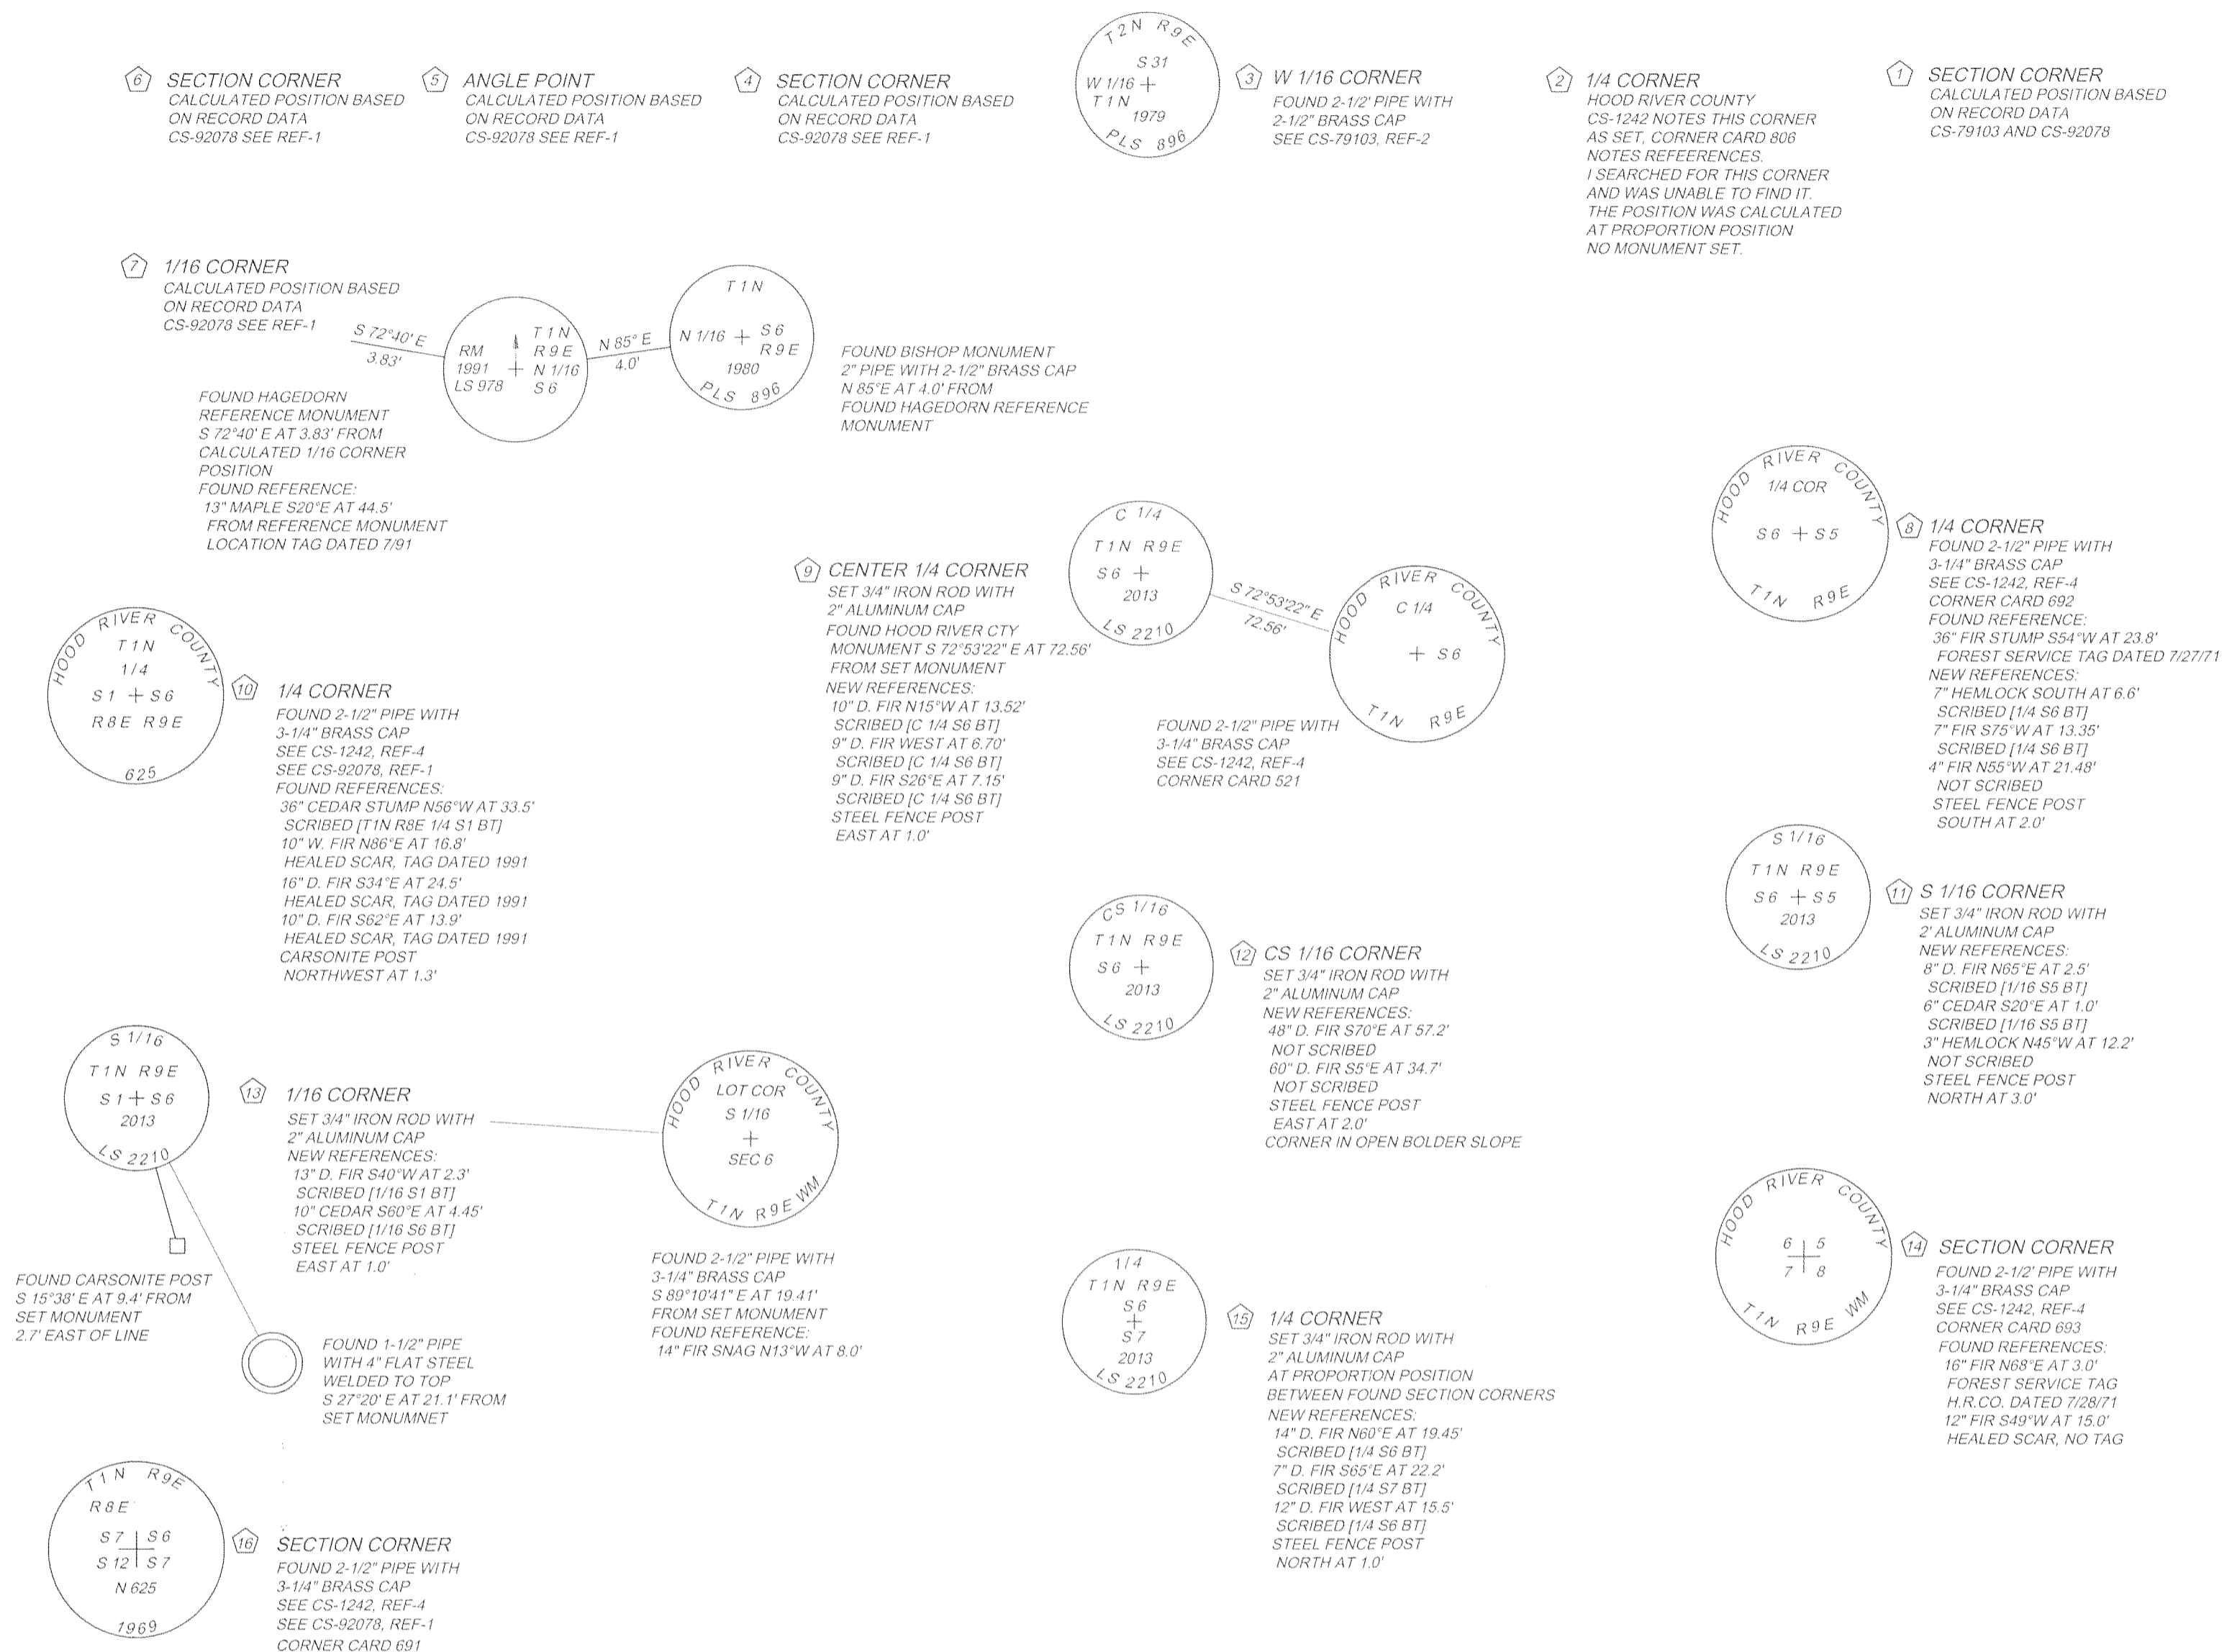 6 SECTION CORNER
CALCULATED POSITION BASED
ON RECORD DATA
CS-92078 SEE REF-1
5 ANGLE POINT
CALCULATED POSITION BASED
ON RECORD DATA
CS-92078 SEE REF-1
4 SECTION CORNER
CALCULATED POSITION BASED
ON RECORD DATA
CS-92078 SEE REF-1
T2N R9E
S 31
W 1/16
T 1 N
1979
PLS 896
3 W 1/16 CORNER
FOUND 2-1/2' PIPE WITH
2-1/2" BRASS CAP
SEE CS-79103, REF-2
2 1/4 CORNER
HOOD RIVER COUNTY
CS-1242 NOTES THIS CORNER
AS SET, CORNER CARD 806
NOTES REFEERENCES.
I SEARCHED FOR THIS CORNER
AND WAS UNABLE TO FIND IT.
THE POSITION WAS CALCULATED
AT PROPORTION POSITION
NO MONUMENT SET.
1 SECTION CORNER
CALCULATED POSITION BASED
ON RECORD DATA
CS-79103 AND CS-92078
7 1/16 CORNER
CALCULATED POSITION BASED
ON RECORD DATA
CS-92078 SEE REF-1
S 72°40' E
3.83'
RM
1991
LS 978
T 1 N
R 9 E
N 1/16
S 6
N 85° E
4.0'
T 1 N
N 1/16
S 6
R 9 E
1980
PLS 896
FOUND BISHOP MONUMENT
2" PIPE WITH 2-1/2" BRASS CAP
N 85°E AT 4.0' FROM
FOUND HAGEDORN REFERENCE
MONUMENT
FOUND HAGEDORN
REFERENCE MONUMENT
S 72°40' E AT 3.83' FROM
CALCULATED 1/16 CORNER
POSITION
FOUND REFERENCE:
13" MAPLE S20°E AT 44.5'
FROM REFERENCE MONUMENT
LOCATION TAG DATED 7/91
HOOD RIVER COUNTY
1/4 COR
S 6 + S 5
T1N R9E
8 1/4 CORNER
FOUND 2-1/2" PIPE WITH
3-1/4" BRASS CAP
SEE CS-1242, REF-4
CORNER CARD 692
FOUND REFERENCE:
36" FIR STUMP S54°W AT 23.8'
FOREST SERVICE TAG DATED 7/27/71
NEW REFERENCES:
7" HEMLOCK SOUTH AT 6.6'
SCRIBED [1/4 S6 BT]
7" FIR S75°W AT 13.35'
SCRIBED [1/4 S6 BT]
4" FIR N55°W AT 21.48'
NOT SCRIBED
STEEL FENCE POST
SOUTH AT 2.0'
9 CENTER 1/4 CORNER
SET 3/4" IRON ROD WITH
2" ALUMINUM CAP
FOUND HOOD RIVER CTY
MONUMENT S 72°53'22" E AT 72.56'
FROM SET MONUMENT
NEW REFERENCES:
10" D. FIR N15°W AT 13.52'
SCRIBED [C 1/4 S6 BT]
9" D. FIR WEST AT 6.70'
SCRIBED [C 1/4 S6 BT]
9" D. FIR S26°E AT 7.15'
SCRIBED [C 1/4 S6 BT]
STEEL FENCE POST
EAST AT 1.0'
C 1/4
T1N R9E
S 6
2013
LS 2210
S 72°53'22" E
72.56'
HOOD RIVER COUNTY
C 1/4
S 6
T1N R9E
FOUND 2-1/2" PIPE WITH
3-1/4" BRASS CAP
SEE CS-1242, REF-4
CORNER CARD 521
HOOD RIVER COUNTY
T 1 N
1/4
S 1 + S 6
R 8 E R 9 E
625
10 1/4 CORNER
FOUND 2-1/2" PIPE WITH
3-1/4" BRASS CAP
SEE CS-1242, REF-4
SEE CS-92078, REF-1
FOUND REFERENCES:
36" CEDAR STUMP N56°W AT 33.5'
SCRIBED [T1N R8E 1/4 S1 BT]
10" W. FIR N86°E AT 16.8'
HEALED SCAR, TAG DATED 1991
16" D. FIR S34°E AT 24.5'
HEALED SCAR, TAG DATED 1991
10" D. FIR S62°E AT 13.9'
HEALED SCAR, TAG DATED 1991
CARSONITE POST
NORTHWEST AT 1.3'
S 1/16
T1N R9E
S 6 + S 5
2013
LS 2210
11 S 1/16 CORNER
SET 3/4" IRON ROD WITH
2' ALUMINUM CAP
NEW REFERENCES:
8" D. FIR N65°E AT 2.5'
SCRIBED [1/16 S5 BT]
6" CEDAR S20°E AT 1.0'
SCRIBED [1/16 S5 BT]
3" HEMLOCK N45°W AT 12.2'
NOT SCRIBED
STEEL FENCE POST
NORTH AT 3.0'
CS 1/16
T1N R9E
S 6
2013
LS 2210
12 CS 1/16 CORNER
SET 3/4" IRON ROD WITH
2" ALUMINUM CAP
NEW REFERENCES:
48" D. FIR S70°E AT 57.2'
NOT SCRIBED
60" D. FIR S5°E AT 34.7'
NOT SCRIBED
STEEL FENCE POST
EAST AT 2.0'
CORNER IN OPEN BOLDER SLOPE
S 1/16
T1N R9E
S 1 + S 6
2013
LS 2210
13 1/16 CORNER
SET 3/4" IRON ROD WITH
2" ALUMINUM CAP
NEW REFERENCES:
13" D. FIR S40°W AT 2.3'
SCRIBED [1/16 S1 BT]
10" CEDAR S60°E AT 4.45'
SCRIBED [1/16 S6 BT]
STEEL FENCE POST
EAST AT 1.0'
HOOD RIVER COUNTY
LOT COR
S 1/16
SEC 6
T1N R9E WM
FOUND 2-1/2" PIPE WITH
3-1/4" BRASS CAP
S 89°10'41" E AT 19.41'
FROM SET MONUMENT
FOUND REFERENCE:
14" FIR SNAG N13°W AT 8.0'
FOUND CARSONITE POST
S 15°38' E AT 9.4' FROM
SET MONUMENT
2.7' EAST OF LINE
FOUND 1-1/2" PIPE
WITH 4" FLAT STEEL
WELDED TO TOP
S 27°20' E AT 21.1' FROM
SET MONUMNET
HOOD RIVER COUNTY
6 5
7 8
T1N R9E WM
14 SECTION CORNER
FOUND 2-1/2' PIPE WITH
3-1/4" BRASS CAP
SEE CS-1242, REF-4
CORNER CARD 693
FOUND REFERENCES:
16" FIR N68°E AT 3.0'
FOREST SERVICE TAG
H.R.CO. DATED 7/28/71
12" FIR S49°W AT 15.0'
HEALED SCAR, NO TAG
1/4
T1N R9E
S 6
S 7
2013
LS 2210
15 1/4 CORNER
SET 3/4" IRON ROD WITH
2" ALUMINUM CAP
AT PROPORTION POSITION
BETWEEN FOUND SECTION CORNERS
NEW REFERENCES:
14" D. FIR N60°E AT 19.45'
SCRIBED [1/4 S6 BT]
7" D. FIR S65°E AT 22.2'
SCRIBED [1/4 S7 BT]
12" D. FIR WEST AT 15.5'
SCRIBED [1/4 S6 BT]
STEEL FENCE POST
NORTH AT 1.0'
T1N R9E
R 8 E
S 7 S 6
S 12 S 7
N 625
1969
16 SECTION CORNER
FOUND 2-1/2" PIPE WITH
3-1/4" BRASS CAP
SEE CS-1242, REF-4
SEE CS-92078, REF-1
CORNER CARD 691